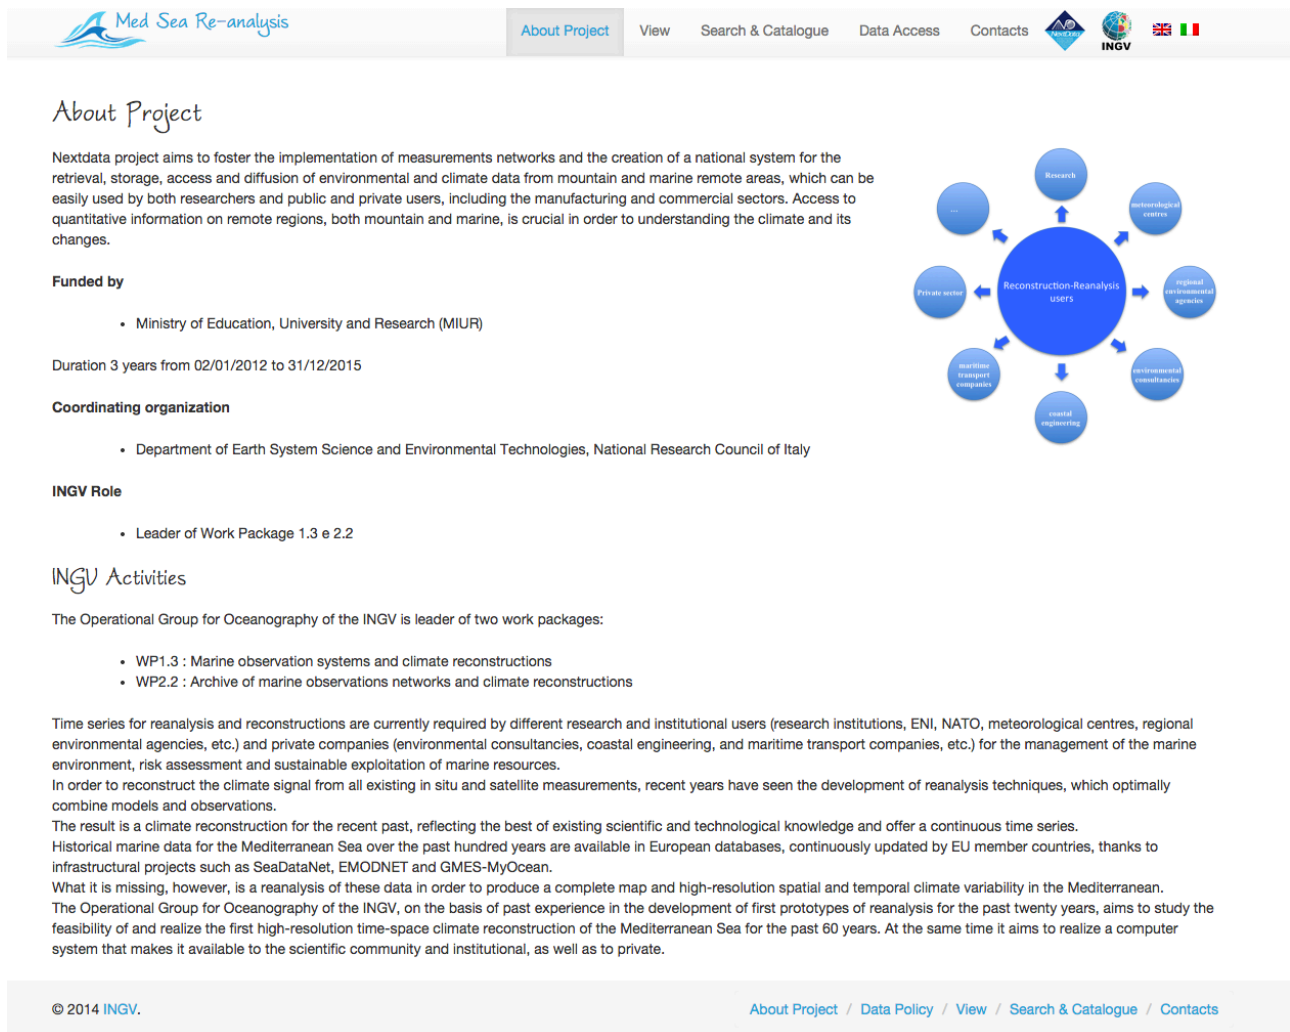 Med Sea Re-analysis
About Project
View
Search & Catalogue
Data Access
Contacts
ND
NextData
INGV
About Project
Nextdata project aims to foster the implementation of measurements networks and the creation of a national system for the
retrieval, storage, access and diffusion of environmental and climate data from mountain and marine remote areas, which can be
easily used by both researchers and public and private users, including the manufacturing and commercial sectors. Access to
quantitative information on remote regions, both mountain and marine, is crucial in order to understanding the climate and its
changes.
Funded by
• Ministry of Education, University and Research (MIUR)
Duration 3 years from 02/01/2012 to 31/12/2015
Coordinating organization
• Department of Earth System Science and Environmental Technologies, National Research Council of Italy
INGV Role
• Leader of Work Package 1.3 e 2.2
Reconstruction-Reanalysis
users
Research
meteorological
centres
regional
environmental
agencies
environmental
consultancies
coastal
engineering
maritime
transport
companies
Private sector
...
INGV Activities
The Operational Group for Oceanography of the INGV is leader of two work packages:
• WP1.3 : Marine observation systems and climate reconstructions
• WP2.2 : Archive of marine observations networks and climate reconstructions
Time series for reanalysis and reconstructions are currently required by different research and institutional users (research institutions, ENI, NATO, meteorological centres, regional
environmental agencies, etc.) and private companies (environmental consultancies, coastal engineering, and maritime transport companies, etc.) for the management of the marine
environment, risk assessment and sustainable exploitation of marine resources.
In order to reconstruct the climate signal from all existing in situ and satellite measurements, recent years have seen the development of reanalysis techniques, which optimally
combine models and observations.
The result is a climate reconstruction for the recent past, reflecting the best of existing scientific and technological knowledge and offer a continuous time series.
Historical marine data for the Mediterranean Sea over the past hundred years are available in European databases, continuously updated by EU member countries, thanks to
infrastructural projects such as SeaDataNet, EMODNET and GMES-MyOcean.
What it is missing, however, is a reanalysis of these data in order to produce a complete map and high-resolution spatial and temporal climate variability in the Mediterranean.
The Operational Group for Oceanography of the INGV, on the basis of past experience in the development of first prototypes of reanalysis for the past twenty years, aims to study the
feasibility of and realize the first high-resolution time-space climate reconstruction of the Mediterranean Sea for the past 60 years. At the same time it aims to realize a computer
system that makes it available to the scientific community and institutional, as well as to private.
© 2014 INGV.
About Project / Data Policy / View / Search & Catalogue / Contacts